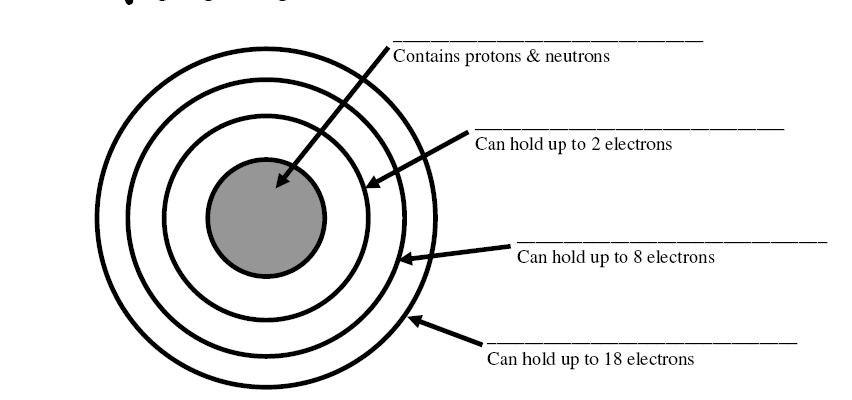 Contains protons & neutrons
Can hold up to 2 electrons
Can hold up to 8 electrons
Can hold up to 18 electrons